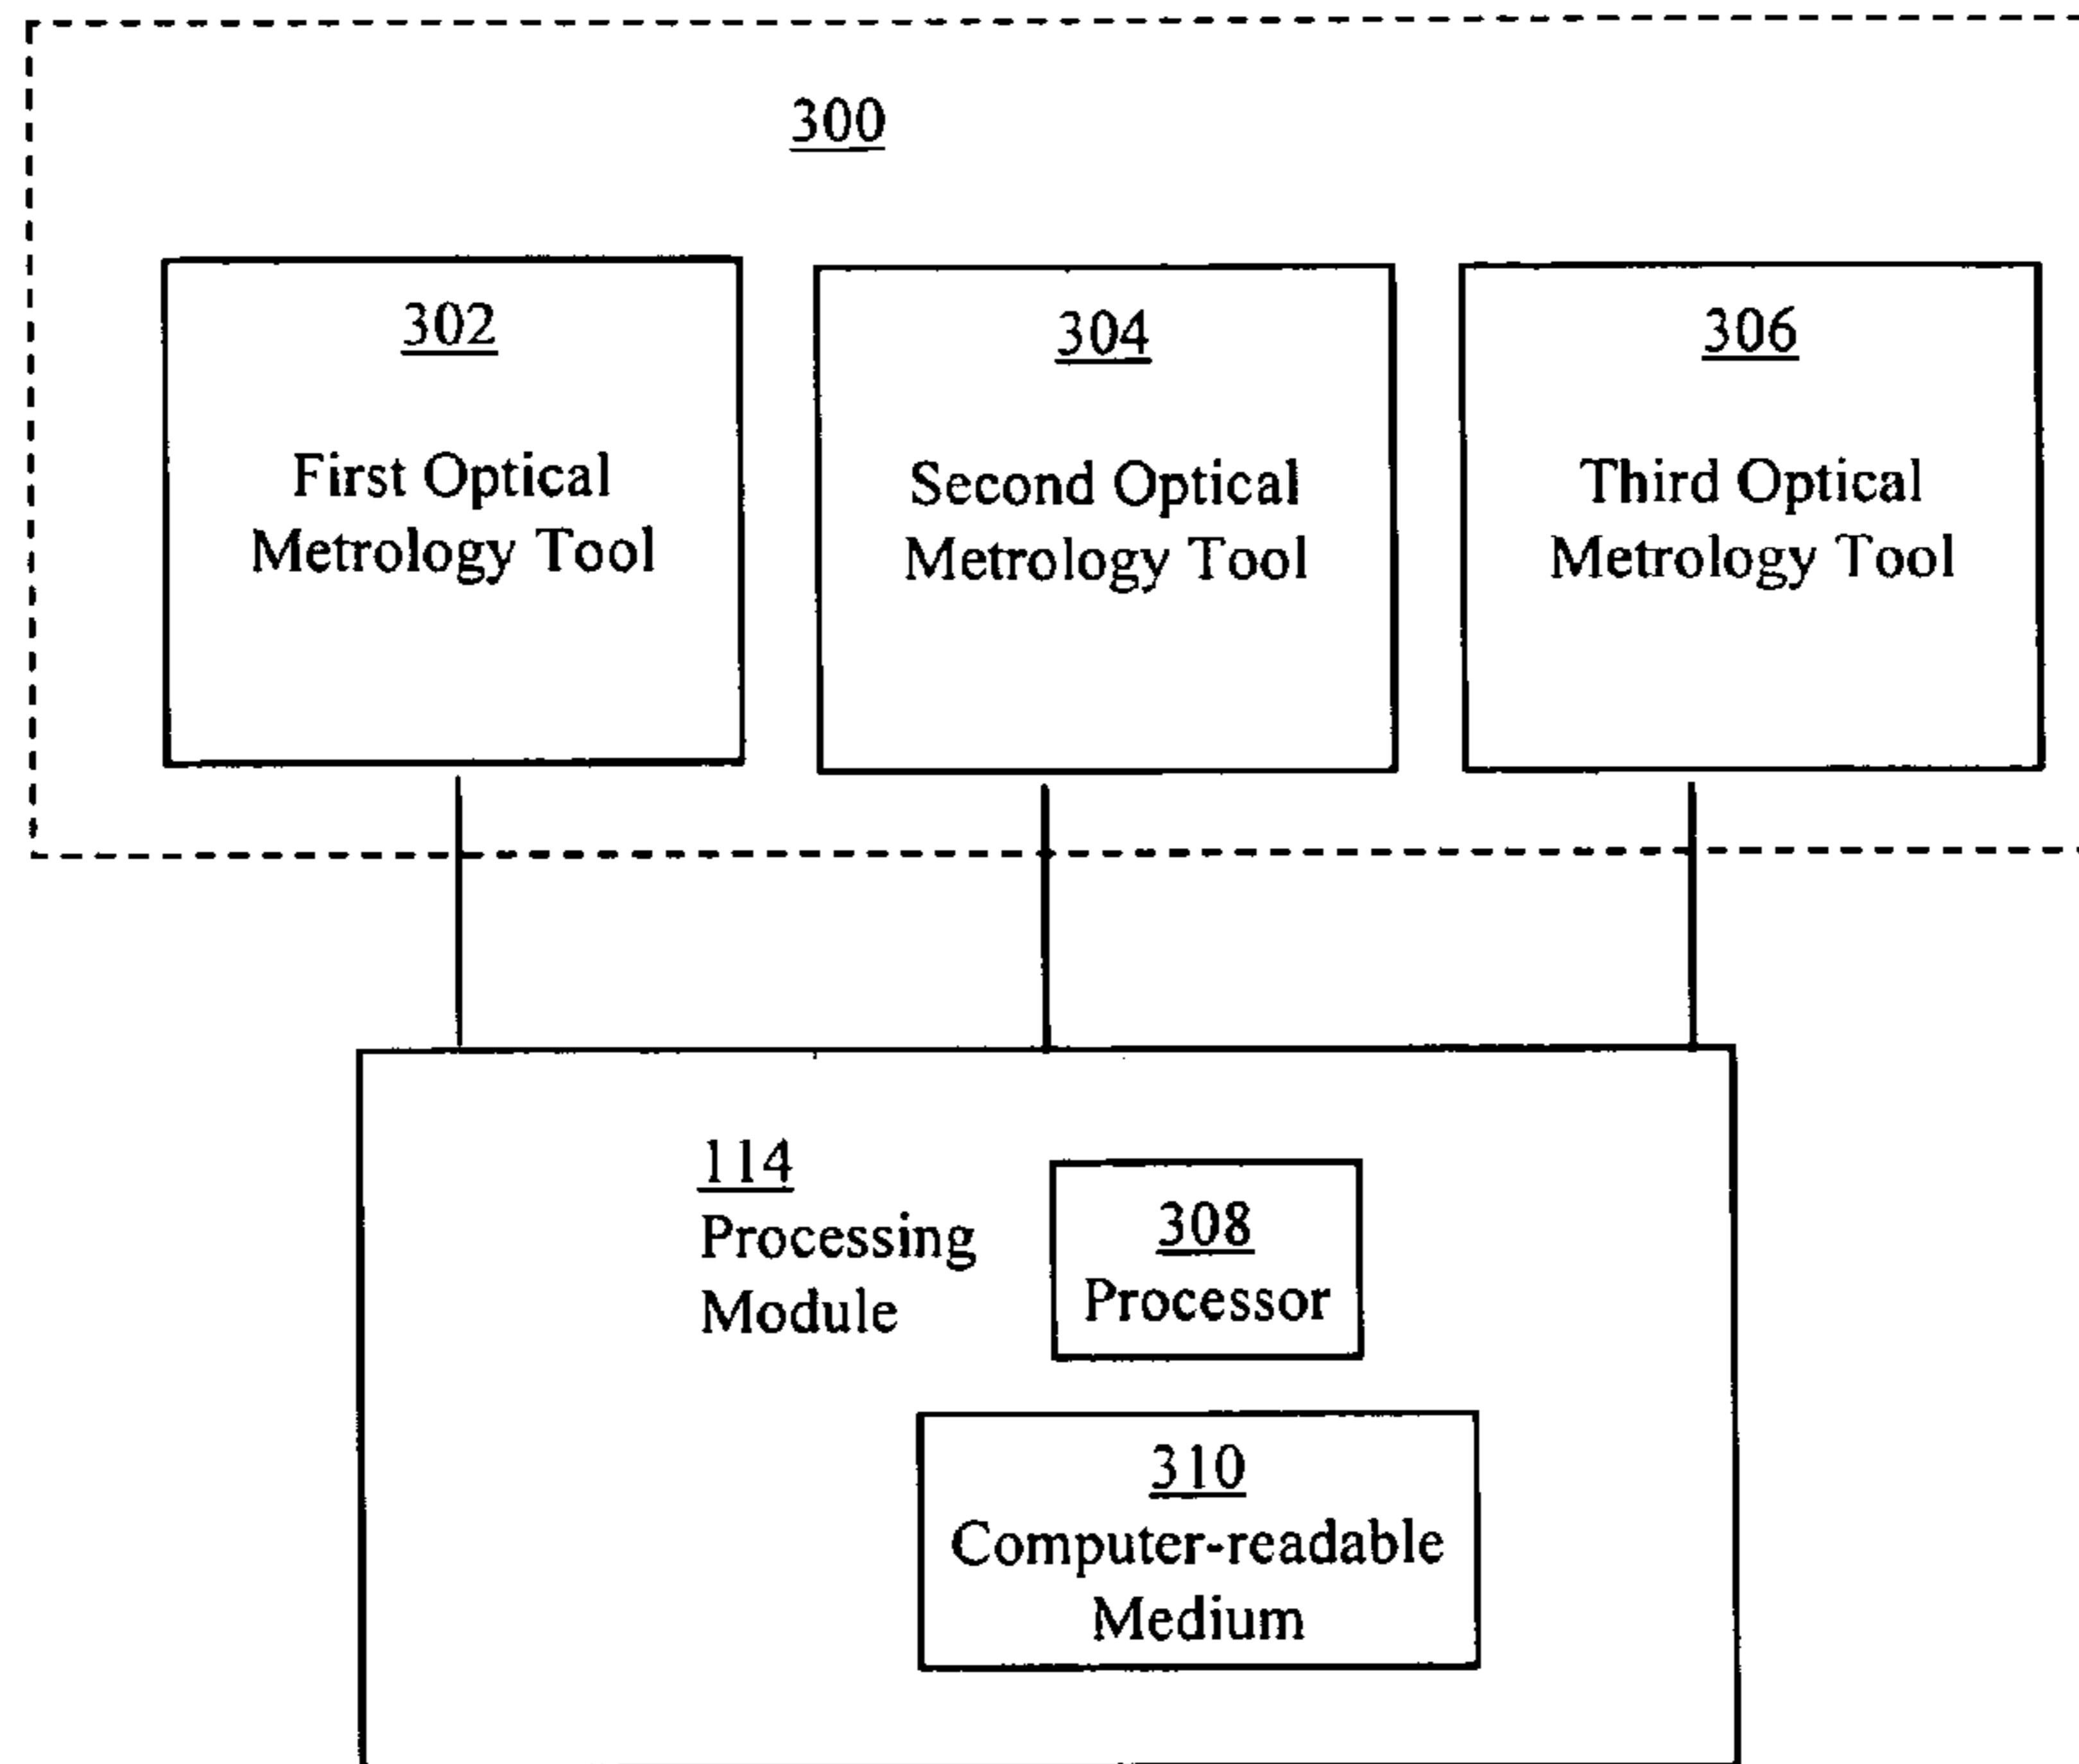 300
302
First Optical
Metrology Tool
304
Second Optical
Metrology Tool
306
Third Optical
Metrology Tool
114
Processing
Module
308
Processor
310
Computer-readable
Medium